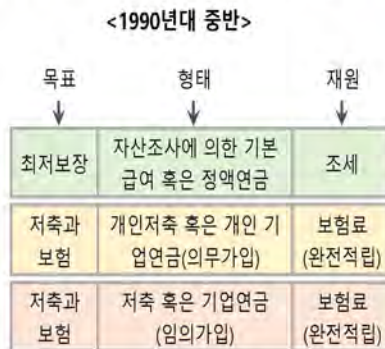 <1990년대 중반>
목표 형태 재원
최저보장 자산조사에 의한 기본 급여 혹은 정액연금 조세
저축과 보험 개인저축 혹은 개인 기업연금(의무가입) 보험료 (완전적립)
저축과 보험 저축 혹은 기업연금 (임의가입) 보험료 (완전적립)